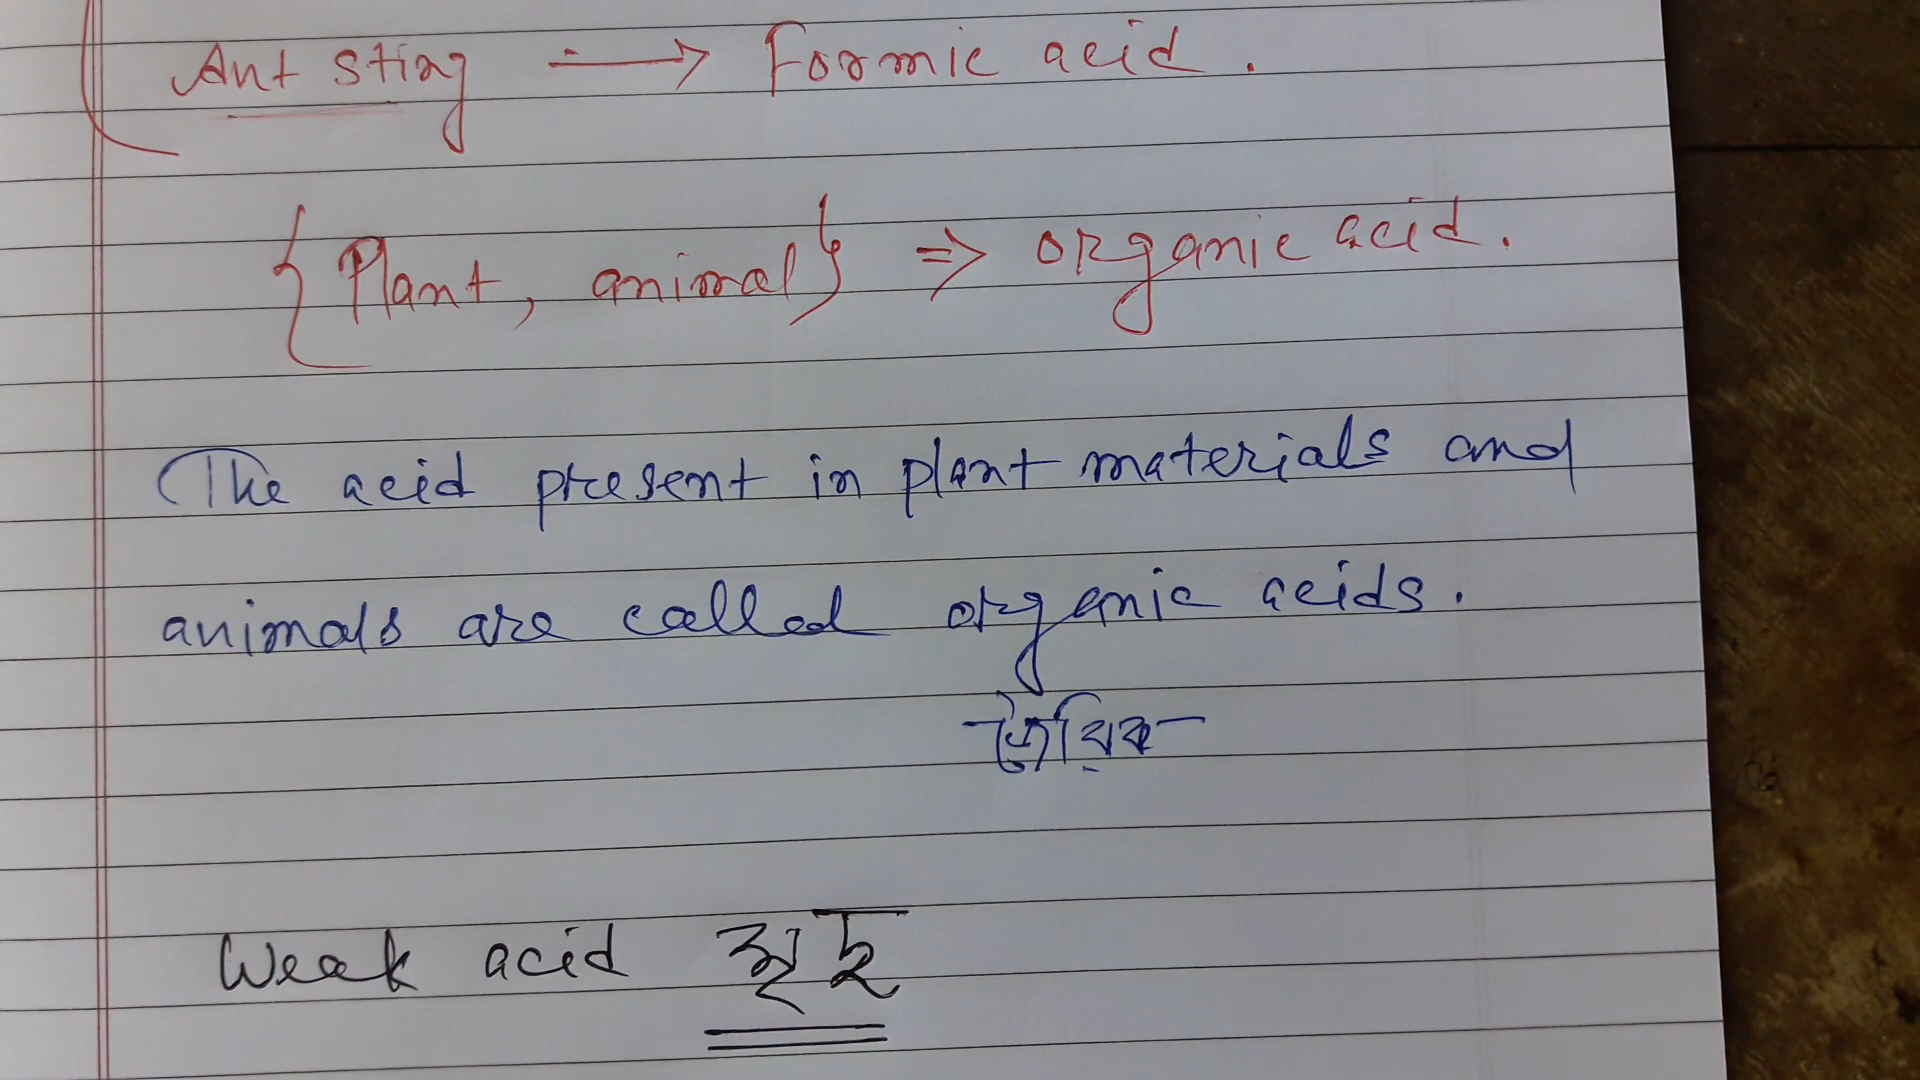 Ant sting → Formic acid.
{Plant, animal} ⇒ organic acid.
The acid present in plant materials and
animals are called organic acids.
জৈবিক
Weak acid মৃদু